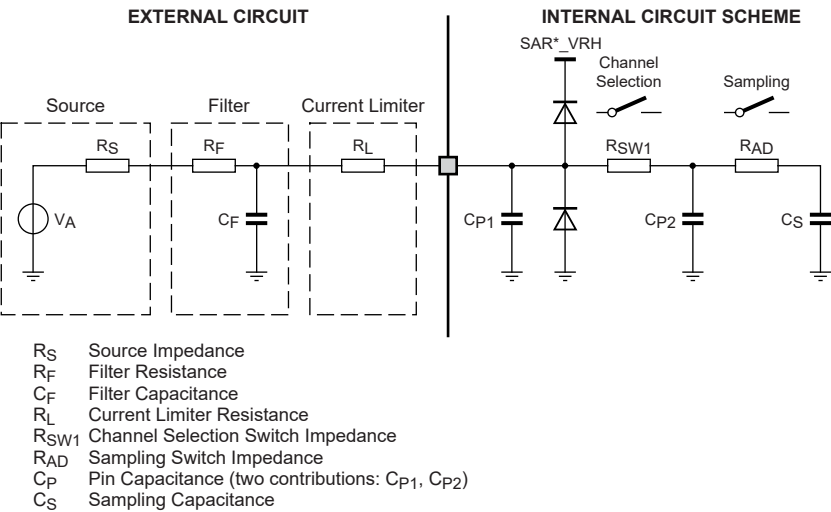 EXTERNAL CIRCUIT
INTERNAL CIRCUIT SCHEME
SAR*_VRH
Channel
Selection
Sampling
Source
Filter
Current Limiter
RS
RF
RL
RSW1
RAD
VA
CF
CP1
CP2
CS
RS Source Impedance
RF Filter Resistance
CF Filter Capacitance
RL Current Limiter Resistance
RSW1 Channel Selection Switch Impedance
RAD Sampling Switch Impedance
CP Pin Capacitance (two contributions: CP1, CP2)
CS Sampling Capacitance